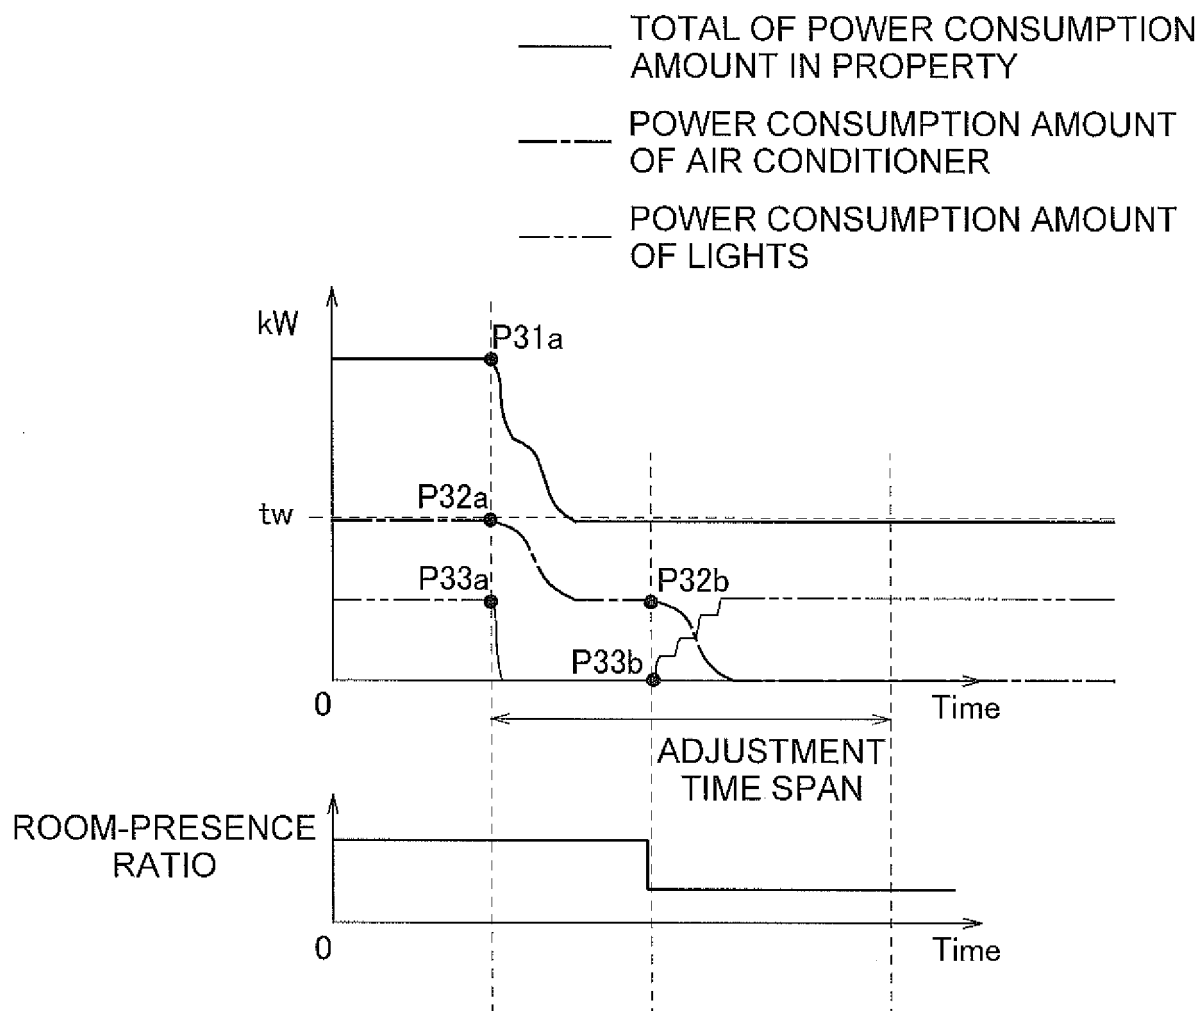 TOTAL OF POWER CONSUMPTION
AMOUNT IN PROPERTY
POWER CONSUMPTION AMOUNT
OF AIR CONDITIONER
POWER CONSUMPTION AMOUNT
OF LIGHTS
kW
P31a
P32a
tw
P33a
P32b
P33b
0
Time
ADJUSTMENT
TIME SPAN
ROOM-PRESENCE
RATIO
0
Time